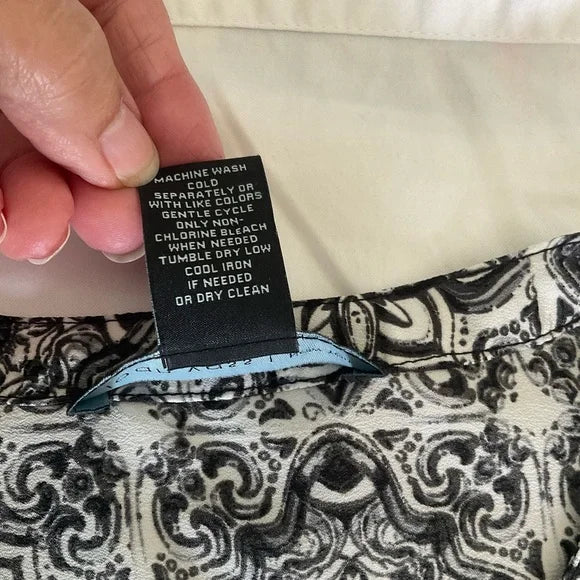 MACHINE WASH
COLD
SEPARATELY OR
WITH LIKE COLORS
GENTLE CYCLE
ONLY NON-
CHLORINE BLEACH
WHEN NEEDED
TUMBLE DRY LOW
COOL IRON
IF NEEDED
OR DRY CLEAN